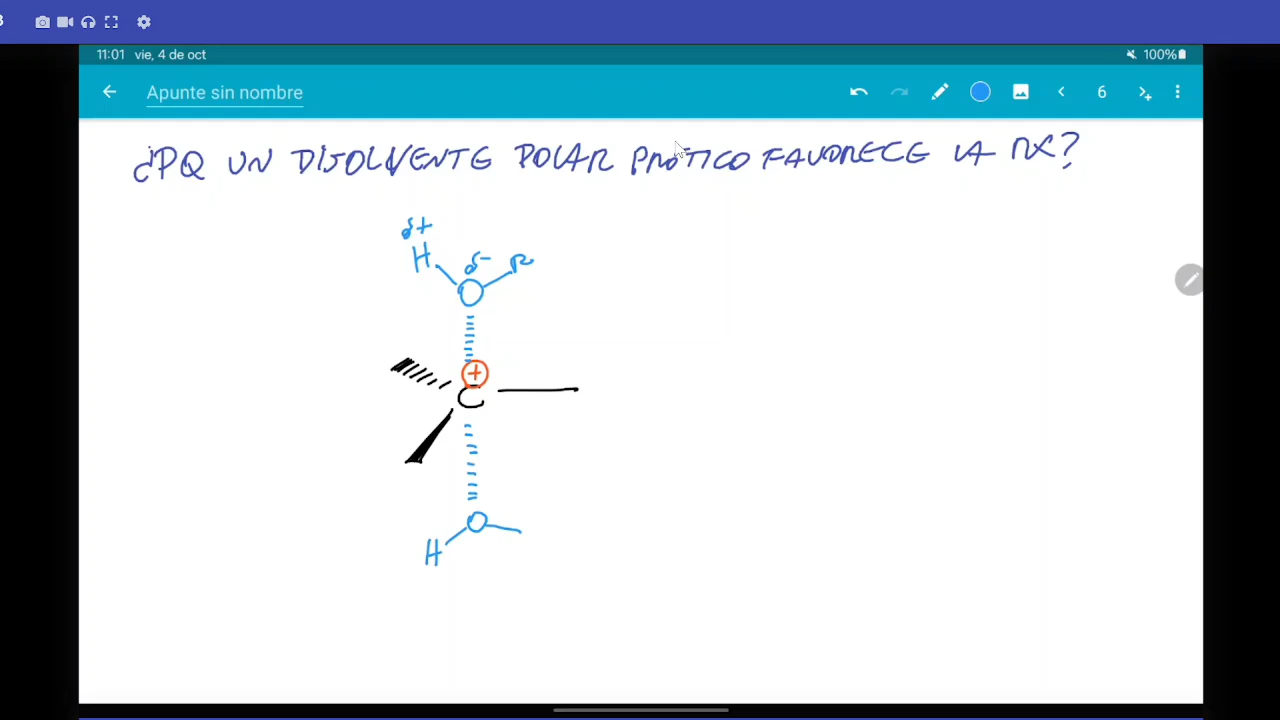 11:01 vie, 4 de oct 100%
Apunte sin nombre 6
¿PQ UN DISOLVENTE POLAR PRÓTICO FAVORECE LA RX?
δ+
H δ- R
O
+
C
O
H